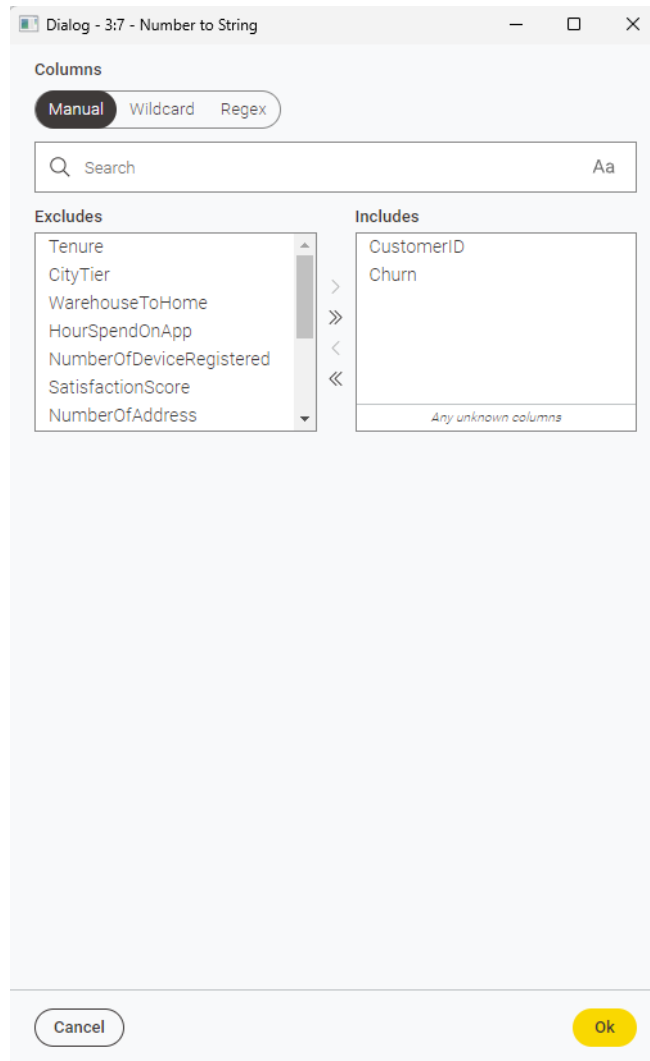 Dialog - 3:7 - Number to String
Columns
Manual Wildcard Regex
Search Aa
Excludes
Tenure
CityTier
WarehouseToHome
HourSpendOnApp
NumberOfDeviceRegistered
SatisfactionScore
NumberOfAddress
Includes
CustomerID
Churn
Any unknown columns
Cancel Ok